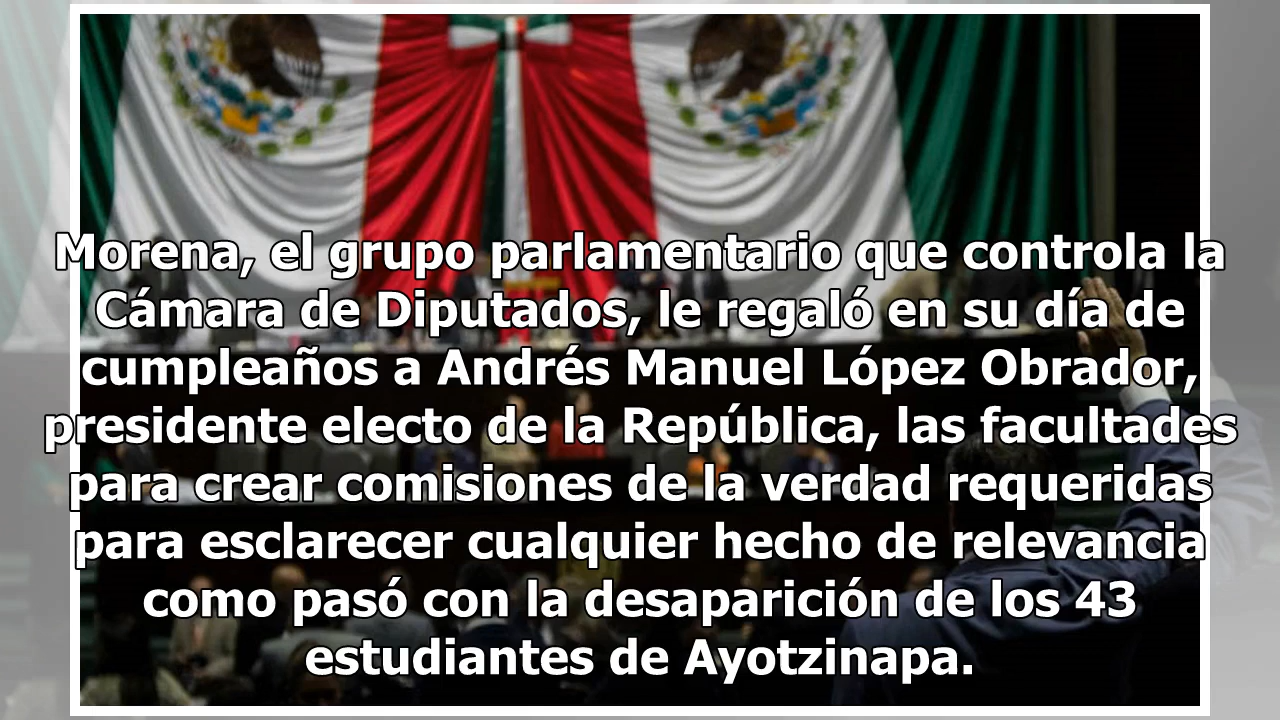 Morena, el grupo parlamentario que controla la
Cámara de Diputados, le regaló en su día de
cumpleaños a Andrés Manuel López Obrador,
presidente electo de la República, las facultades
para crear comisiones de la verdad requeridas
para esclarecer cualquier hecho de relevancia
como pasó con la desaparición de los 43
estudiantes de Ayotzinapa.